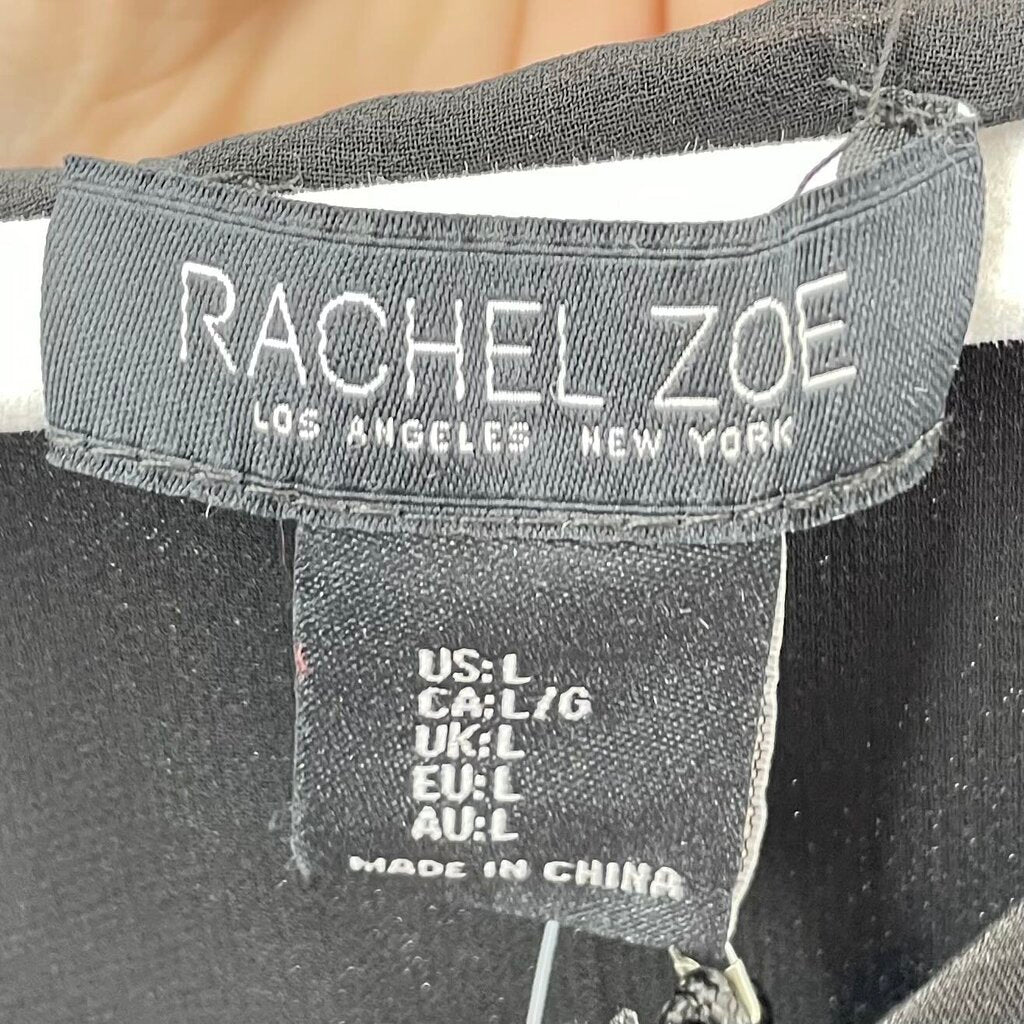 RACHEL ZOE
LOS ANGELES NEW YORK
US: L
CA: L/G
UK: L
EU: L
AU: L
MADE IN CHINA